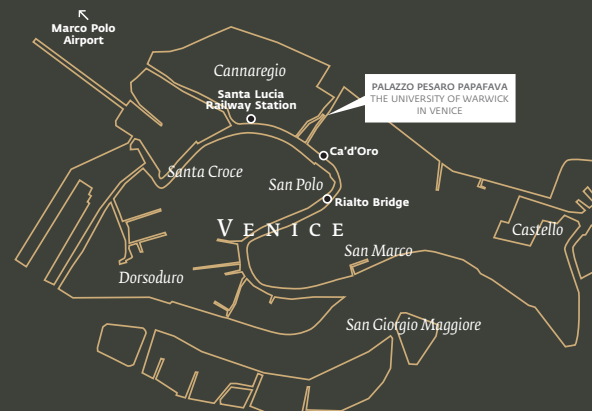 Marco Polo
Airport
Cannaregio
Santa Lucia
Railway Station
PALAZZO PESARO PAPAFAVA
THE UNIVERSITY OF WARWICK
IN VENICE
Ca'd'Oro
Santa Croce
San Polo
Rialto Bridge
VENICE
Castello
San Marco
Dorsoduro
San Giorgio Maggiore